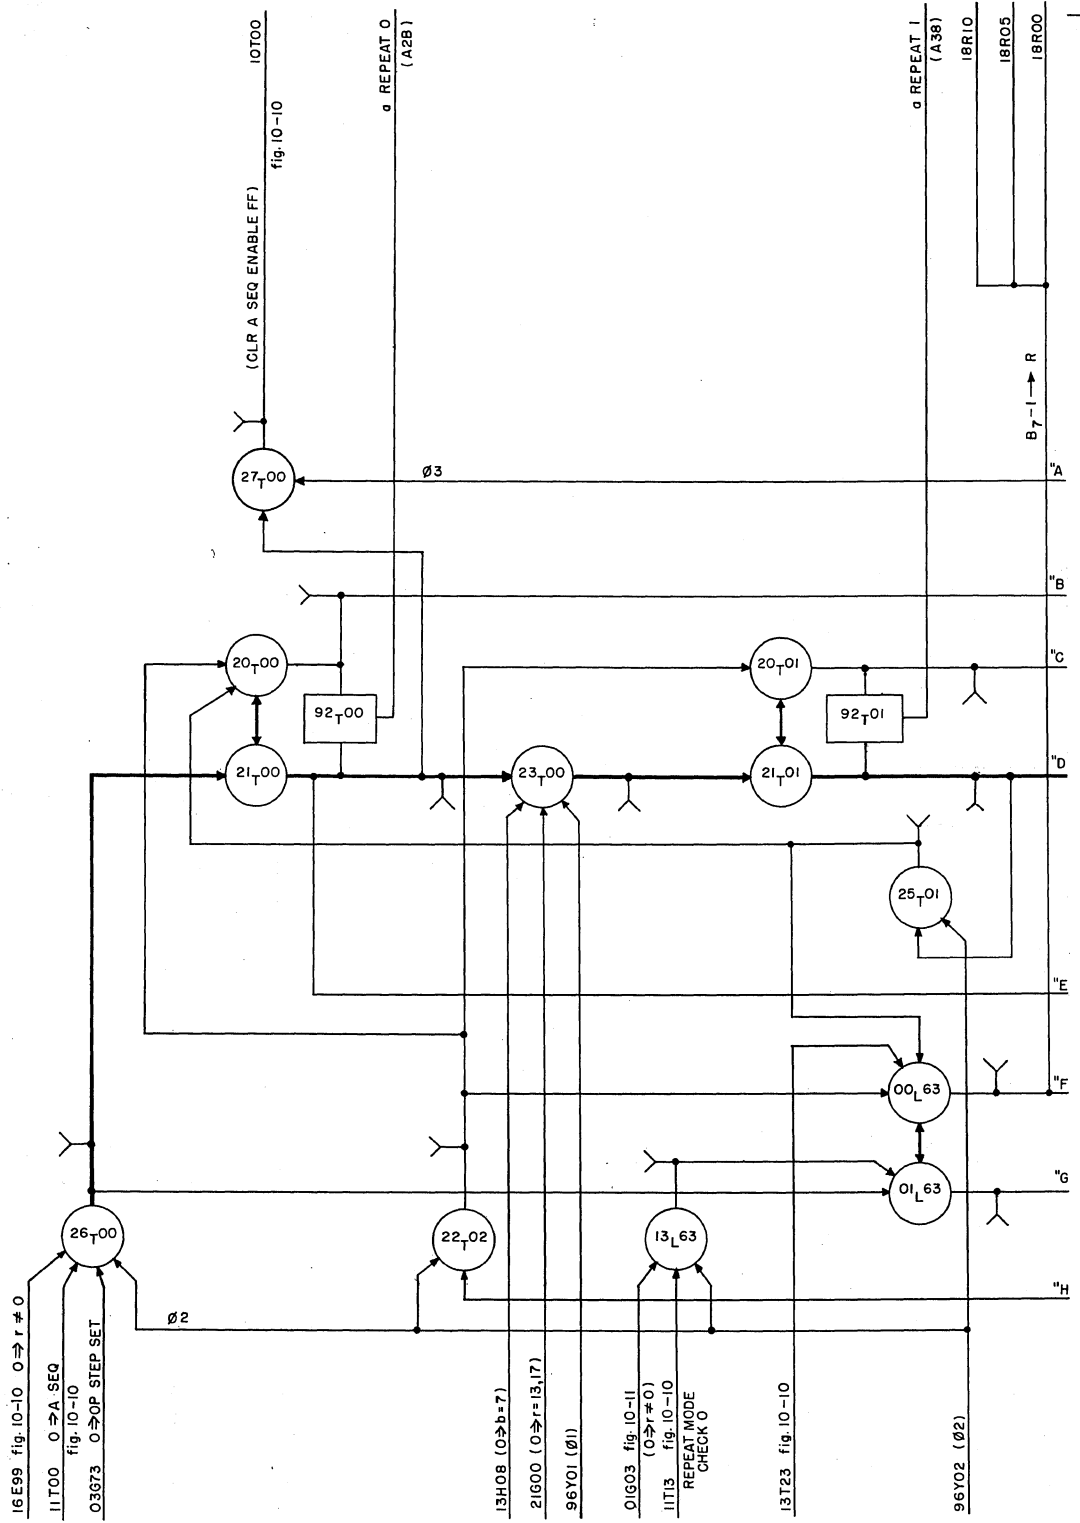 10T00
fig. 10-10
(CLR A SEQ ENABLE FF)
a REPEAT 0
(A2B)
a REPEAT 1
(A3B)
18R10
18R05
18R00
B7-1 → R
27T00
Ø3
"A
"B
20T00
92T00
21T00
23T00
20T01
92T01
21T01
"C
"D
25T01
"E
00L63
"F
01L63
"G
26T00
22T02
13L63
"H
Ø2
16E99 fig. 10-10 0⇒r ≠ 0
11T00 0⇒A SEQ
fig. 10-10
03G73 0⇒OP STEP SET
13H08 (0⇒b=7)
21G00 (0⇒r=13,17)
96Y01 (Ø1)
01G03 fig. 10-11
(0⇒r≠0)
11T13 fig. 10-10
REPEAT MODE
CHECK 0
13T23 fig. 10-10
96Y02 (Ø2)